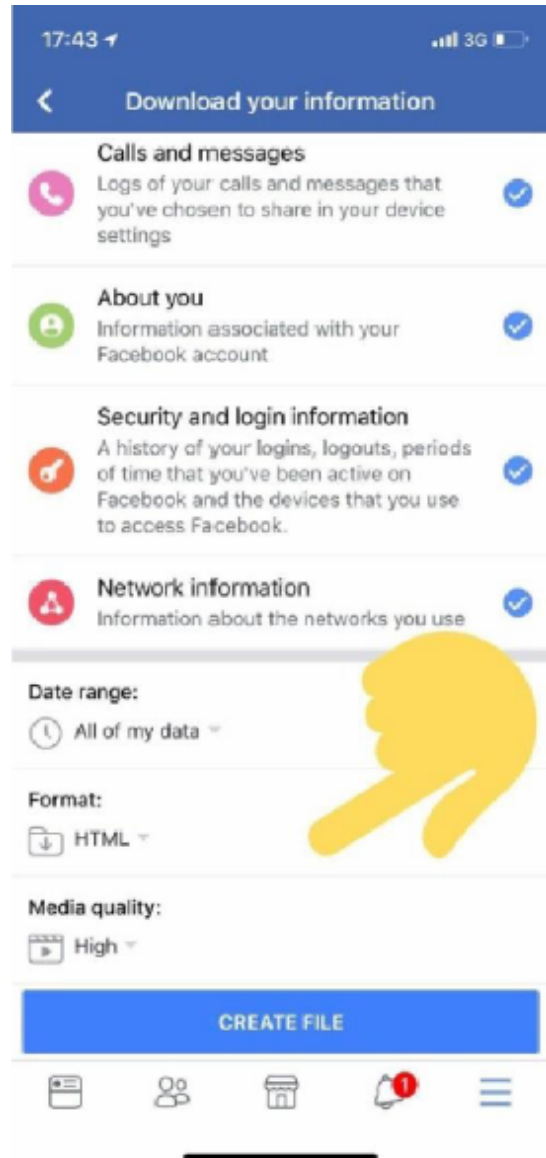 17:43
3G
Download your information
Calls and messages
Logs of your calls and messages that
you've chosen to share in your device
settings
About you
Information associated with your
Facebook account
Security and login information
A history of your logins, logouts, periods
of time that you've been active on
Facebook and the devices that you use
to access Facebook.
Network information
Information about the networks you use
Date range:
All of my data
Format:
HTML
Media quality:
High
CREATE FILE
1